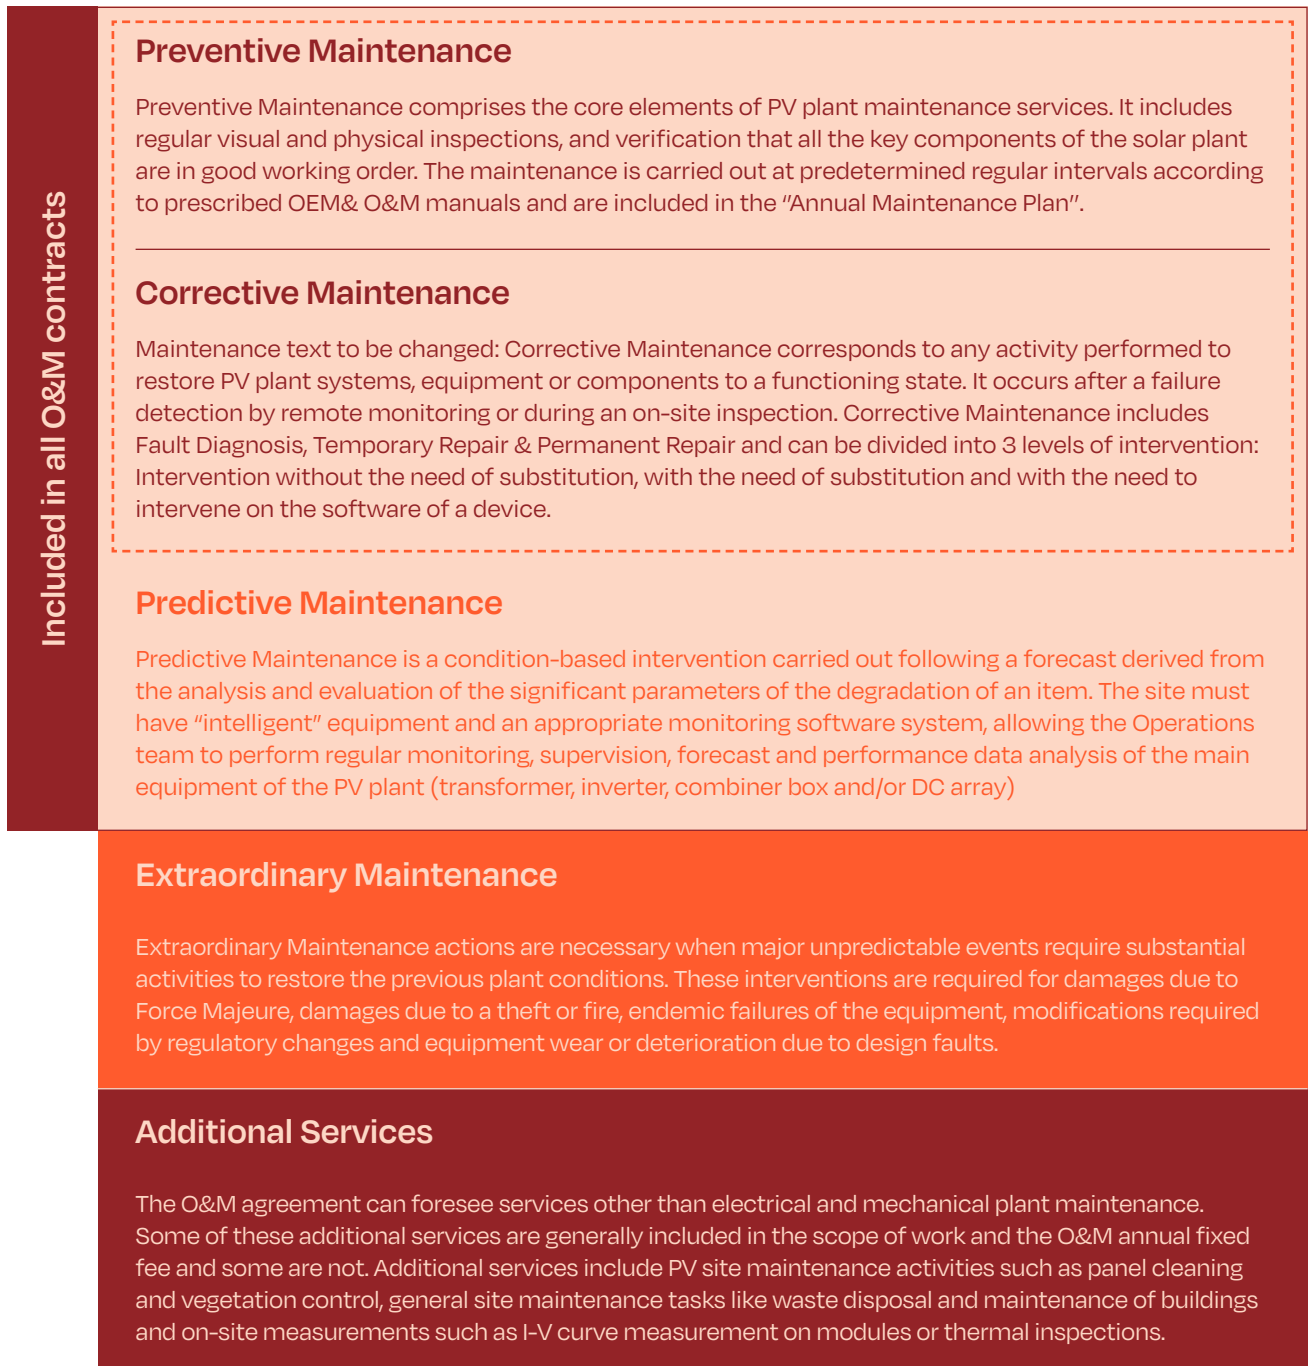 Included in all O&M contracts
Preventive Maintenance
Preventive Maintenance comprises the core elements of PV plant maintenance services. It includes
regular visual and physical inspections, and verification that all the key components of the solar plant
are in good working order. The maintenance is carried out at predetermined regular intervals according
to prescribed OEM& O&M manuals and are included in the “Annual Maintenance Plan”.
Corrective Maintenance
Maintenance text to be changed: Corrective Maintenance corresponds to any activity performed to
restore PV plant systems, equipment or components to a functioning state. It occurs after a failure
detection by remote monitoring or during an on-site inspection. Corrective Maintenance includes
Fault Diagnosis, Temporary Repair & Permanent Repair and can be divided into 3 levels of intervention:
Intervention without the need of substitution, with the need of substitution and with the need to
intervene on the software of a device.
Predictive Maintenance
Predictive Maintenance is a condition-based intervention carried out following a forecast derived from
the analysis and evaluation of the significant parameters of the degradation of an item. The site must
have “intelligent” equipment and an appropriate monitoring software system, allowing the Operations
team to perform regular monitoring, supervision, forecast and performance data analysis of the main
equipment of the PV plant (transformer, inverter, combiner box and/or DC array)
Extraordinary Maintenance
Extraordinary Maintenance actions are necessary when major unpredictable events require substantial
activities to restore the previous plant conditions. These interventions are required for damages due to
Force Majeure, damages due to a theft or fire, endemic failures of the equipment, modifications required
by regulatory changes and equipment wear or deterioration due to design faults.
Additional Services
The O&M agreement can foresee services other than electrical and mechanical plant maintenance.
Some of these additional services are generally included in the scope of work and the O&M annual fixed
fee and some are not. Additional services include PV site maintenance activities such as panel cleaning
and vegetation control, general site maintenance tasks like waste disposal and maintenance of buildings
and on-site measurements such as I-V curve measurement on modules or thermal inspections.